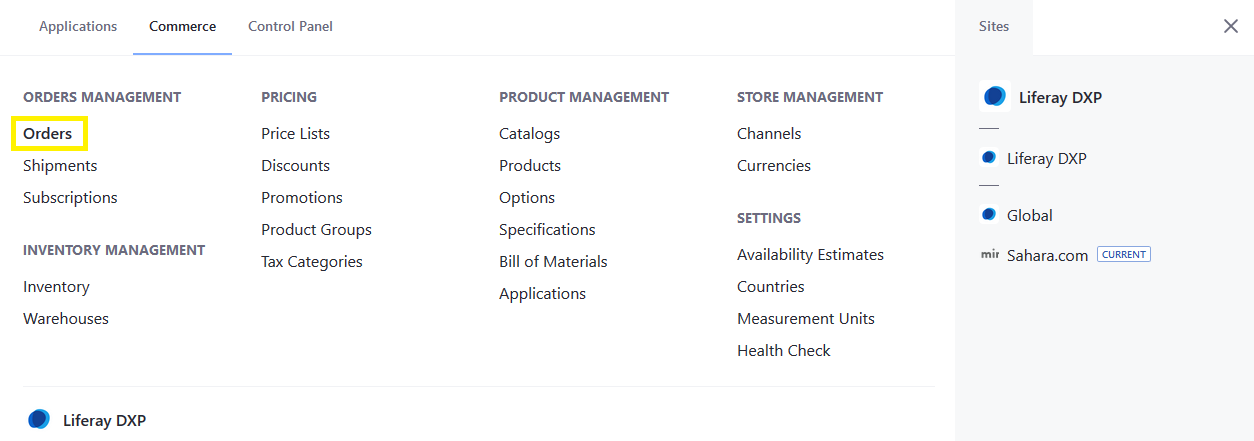 Applications Commerce Control Panel
Sites
ORDERS MANAGEMENT
Orders
Shipments
Subscriptions
INVENTORY MANAGEMENT
Inventory
Warehouses
PRICING
Price Lists
Discounts
Promotions
Product Groups
Tax Categories
PRODUCT MANAGEMENT
Catalogs
Products
Options
Specifications
Bill of Materials
Applications
STORE MANAGEMENT
Channels
Currencies
SETTINGS
Availability Estimates
Countries
Measurement Units
Health Check
Liferay DXP
Liferay DXP
Liferay DXP
Global
mir Sahara.com CURRENT